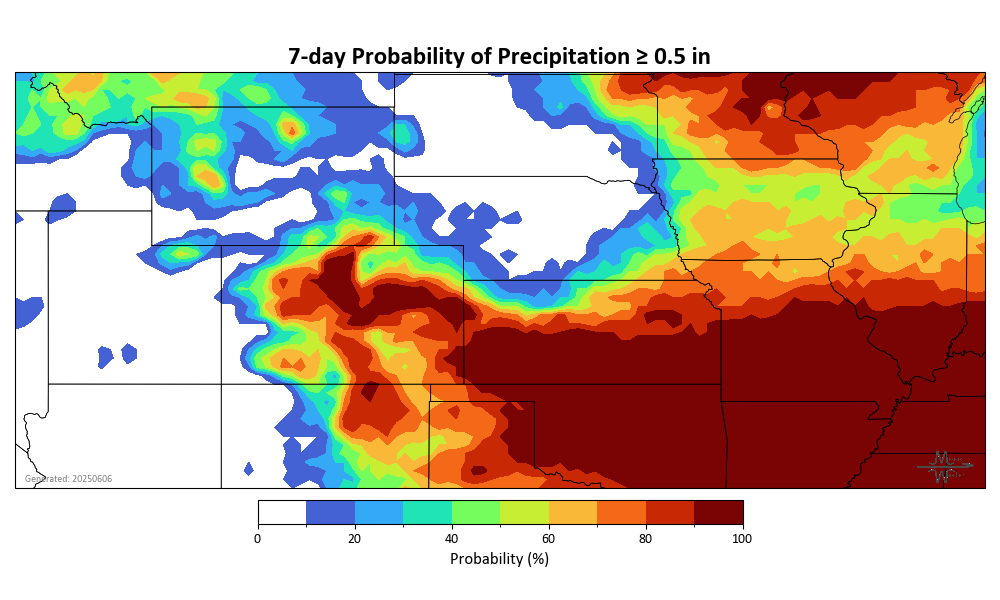 7-day Probability of Precipitation ≥ 0.5 in
Generated: 20250606
0 20 40 60 80 100
Probability (%)